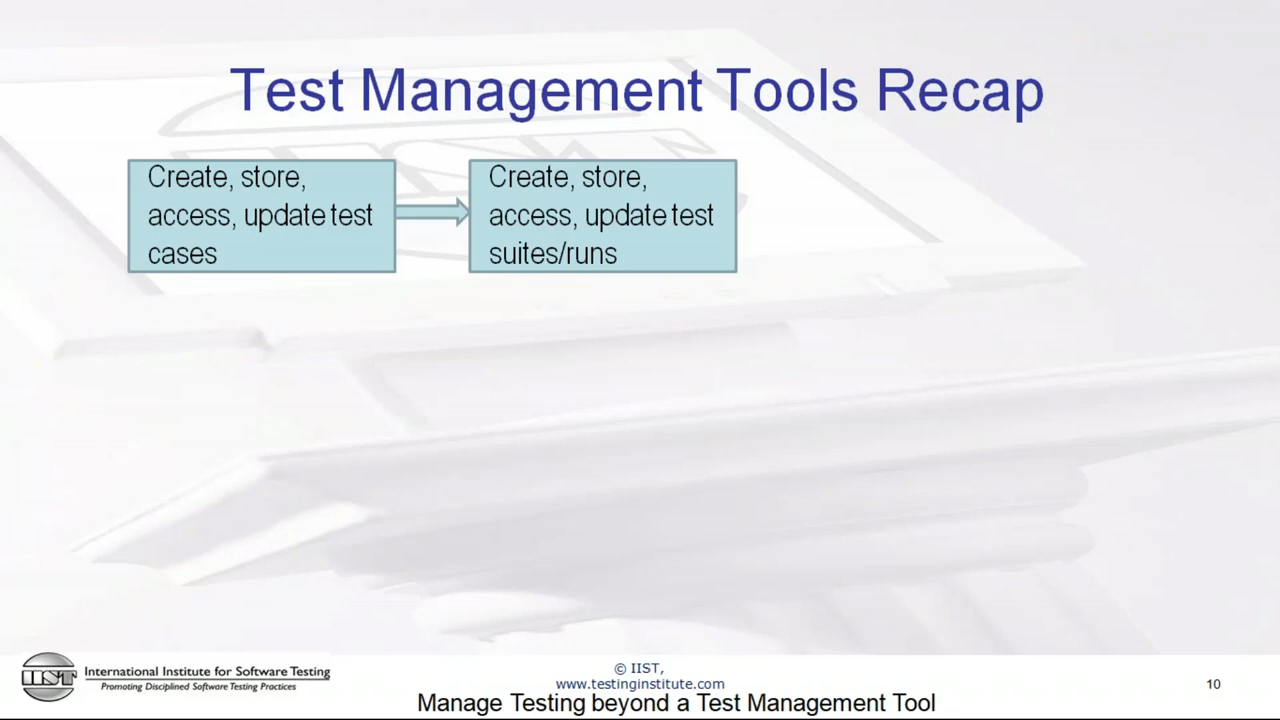 Test Management Tools Recap
Create, store,
access, update test
cases
Create, store,
access, update test
suites/runs
IIST
International Institute for Software Testing
Promoting Disciplined Software Testing Practices
© IIST,
www.testinginstitute.com
Manage Testing beyond a Test Management Tool
10